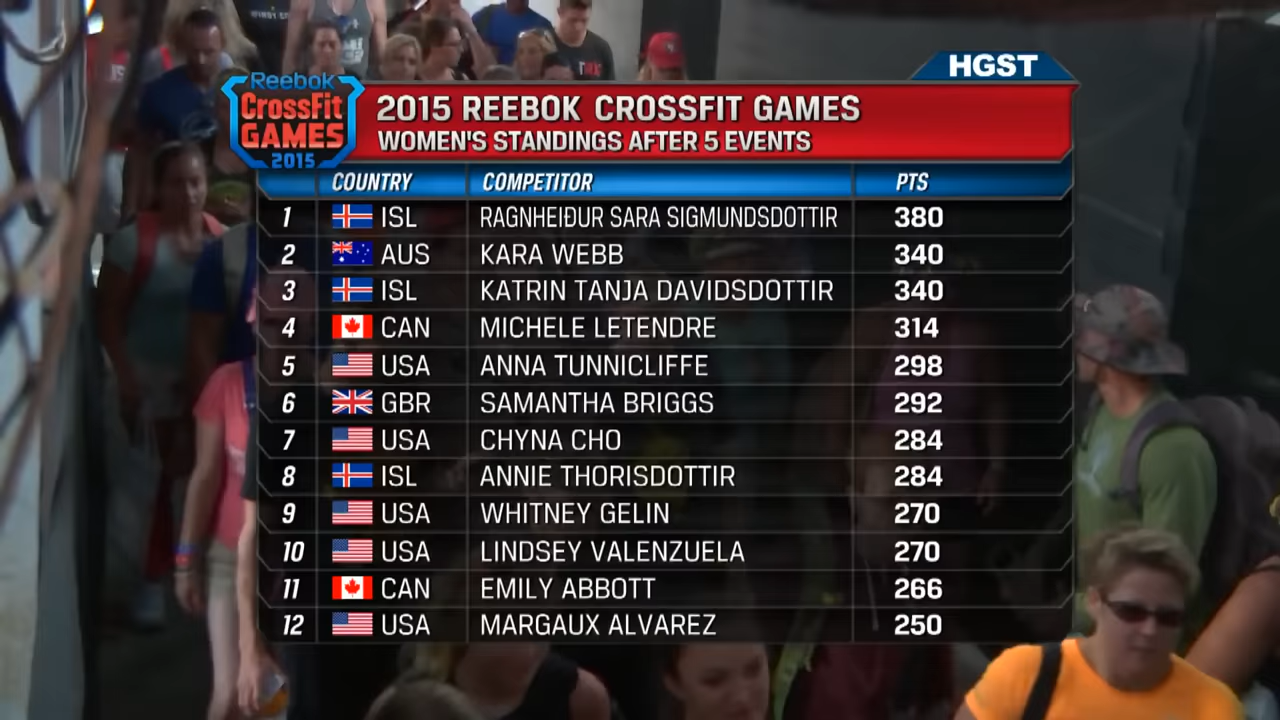 HGST
Reebok
CrossFit
GAMES
2015
2015 REEBOK CROSSFIT GAMES
WOMEN'S STANDINGS AFTER 5 EVENTS
COUNTRY COMPETITOR PTS
1 ISL RAGNHEIĐUR SARA SIGMUNDSDOTTIR 380
2 AUS KARA WEBB 340
3 ISL KATRIN TANJA DAVIDSDOTTIR 340
4 CAN MICHELE LETENDRE 314
5 USA ANNA TUNNICLIFFE 298
6 GBR SAMANTHA BRIGGS 292
7 USA CHYNA CHO 284
8 ISL ANNIE THORISDOTTIR 284
9 USA WHITNEY GELIN 270
10 USA LINDSEY VALENZUELA 270
11 CAN EMILY ABBOTT 266
12 USA MARGAUX ALVAREZ 250